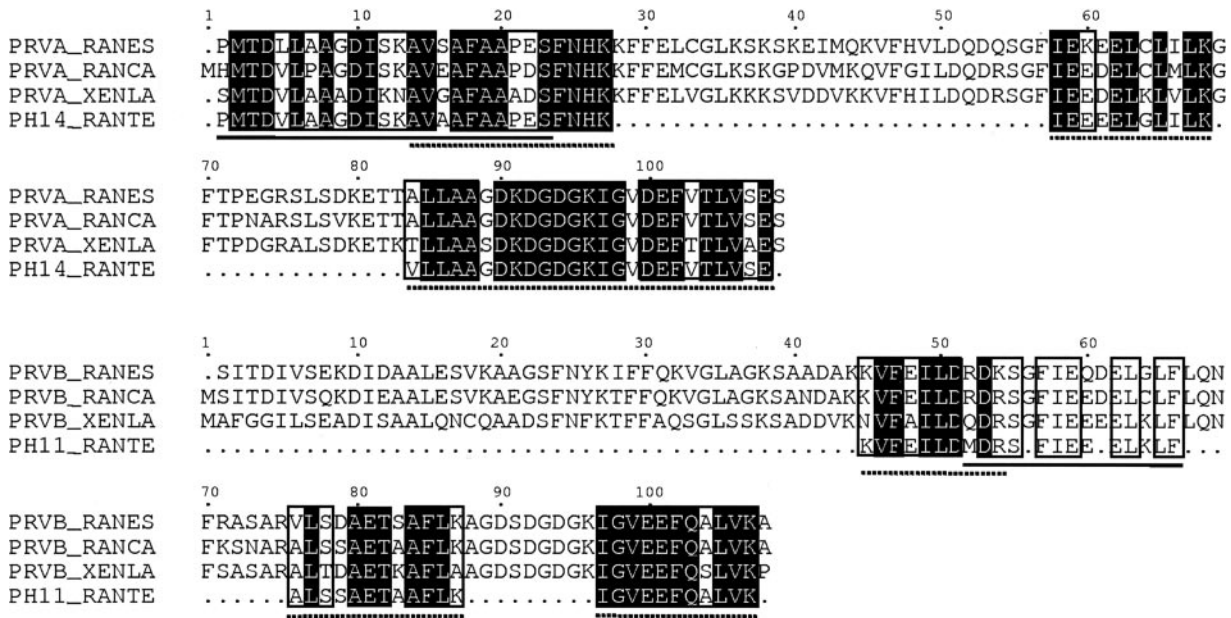 1 10 20 30 40 50 60
PRVA_RANES .PMTDLLAAGDISKAVSAFAAPESFNHKKFFELCGLKSKSKEIMQKVFHVLDQDQSGFIEKEELCLILKG
PRVA_RANCA MHMTDVLPAGDISKAVEAFAAPDSFNHKKFFEMCGLKSKGPDVMKQVFGILDQDRSGFIEEDELCLMLKG
PRVA_XENLA .SMTDVLAAADIKNAVGAFAAADSFNHKKFFELVGLKKKSVDDVKKVFHILDQDRSGFIEEDELKLVLKG
PH14_RANTE .PMTDVLAAGDISKAVAAFAAPESFNHK..............................IEEEELGLILK.
70 80 90 100
PRVA_RANES FTPEGRSLSDKETTALLAAGDKDGDGKIGVDEFVTLVSES
PRVA_RANCA FTPNARSLSVKETTALLAAGDKDGDGKIGVDEFVTLVSES
PRVA_XENLA FTPDGRALSDKETKTLLAASDKDGDGKIGVDEFTTLVAES
PH14_RANTE ..............VLLAAGDKDGDGKIGVDEFVTLVSE.
1 10 20 30 40 50 60
PRVB_RANES .SITDIVSEKDIDAALESVKAAGSFNYKIFFQKVGLAGKSAADAKKVFEILDRDKSGFIEQDELGLFLQN
PRVB_RANCA MSITDIVSQKDIEAALESVKAEGSFNYKTFFQKVGLAGKSANDAKKVFEILDRDRSGFIEEDELCLFLQN
PRVB_XENLA MAFGGILSEADISAALQNCQAADSFNFKTFFAQSGLSSKSADDVKNVFAILDQDRSGFIEEDELKLFLQN
PH11_RANTE .............................................KVFEILDMDRS.FIEE.ELKLF...
70 80 90 100
PRVB_RANES FRASARVLSDAETSAFLKAGDSDGDGKIGVEEFQALVKA
PRVB_RANCA FKSNARALSSAETAAFLKAGDSDGDGKIGVEEFQALVKA
PRVB_XENLA FSASARALTDAETKAFLAAGDSDGDGKIGVEEFQSLVKP
PH11_RANTE ......ALSSAETAAFLK.........IGVEEFQALVK.